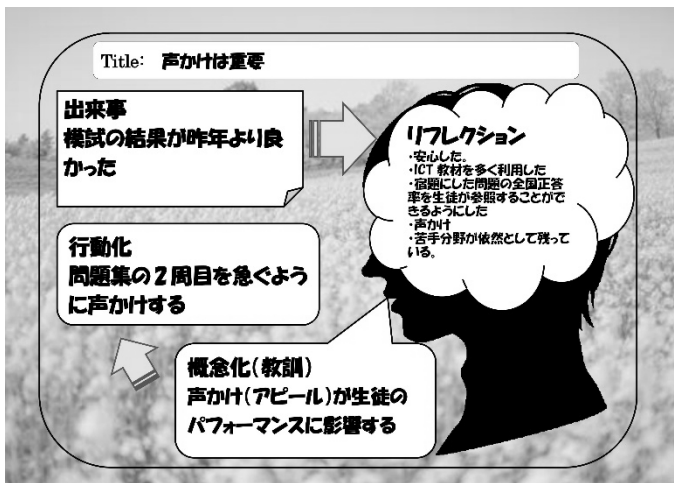 Title: 声かけは重要
出来事
模試の結果が昨年より良
かった
リフレクション
・安心した。
・ICT 教材を多く利用した
・宿題にした問題の全国正答
率を生徒が参照することがで
きるようにした
・声かけ
・苦手分野が依然として残って
いる。
概念化(教訓)
声かけ(アピール)が生徒の
パフォーマンスに影響する
行動化
問題集の2周目を急ぐよう
に声かけする